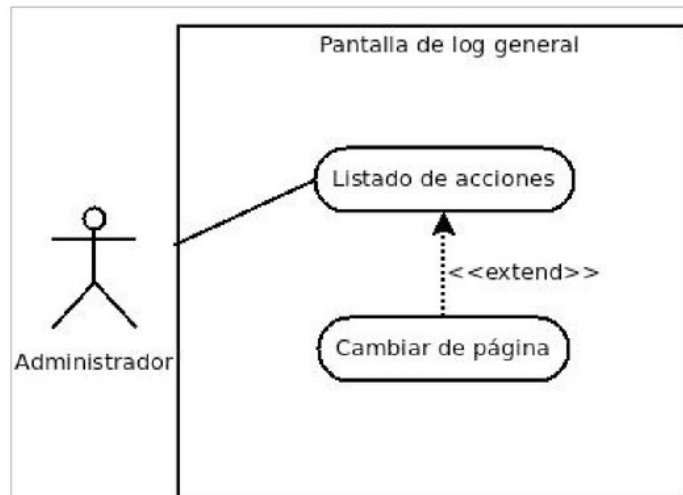 Pantalla de log general
Listado de acciones
<<extend>>
Cambiar de página
Administrador